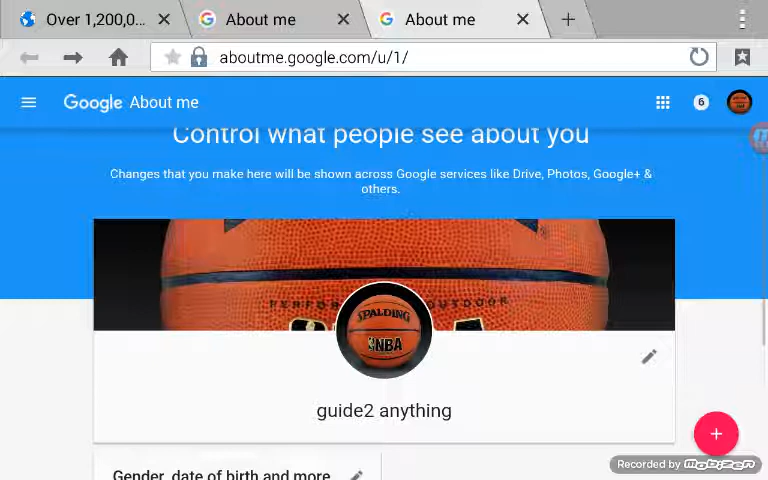 Over 1,200,0...
About me
About me
aboutme.google.com/u/1/
Google About me
6
Control what people see about you
Changes that you make here will be shown across Google services like Drive, Photos, Google+ &
others.
OUTDOOR
SPALDING
NBA
guide2 anything
Gender, date of birth and more
Recorded by MOBIZEN